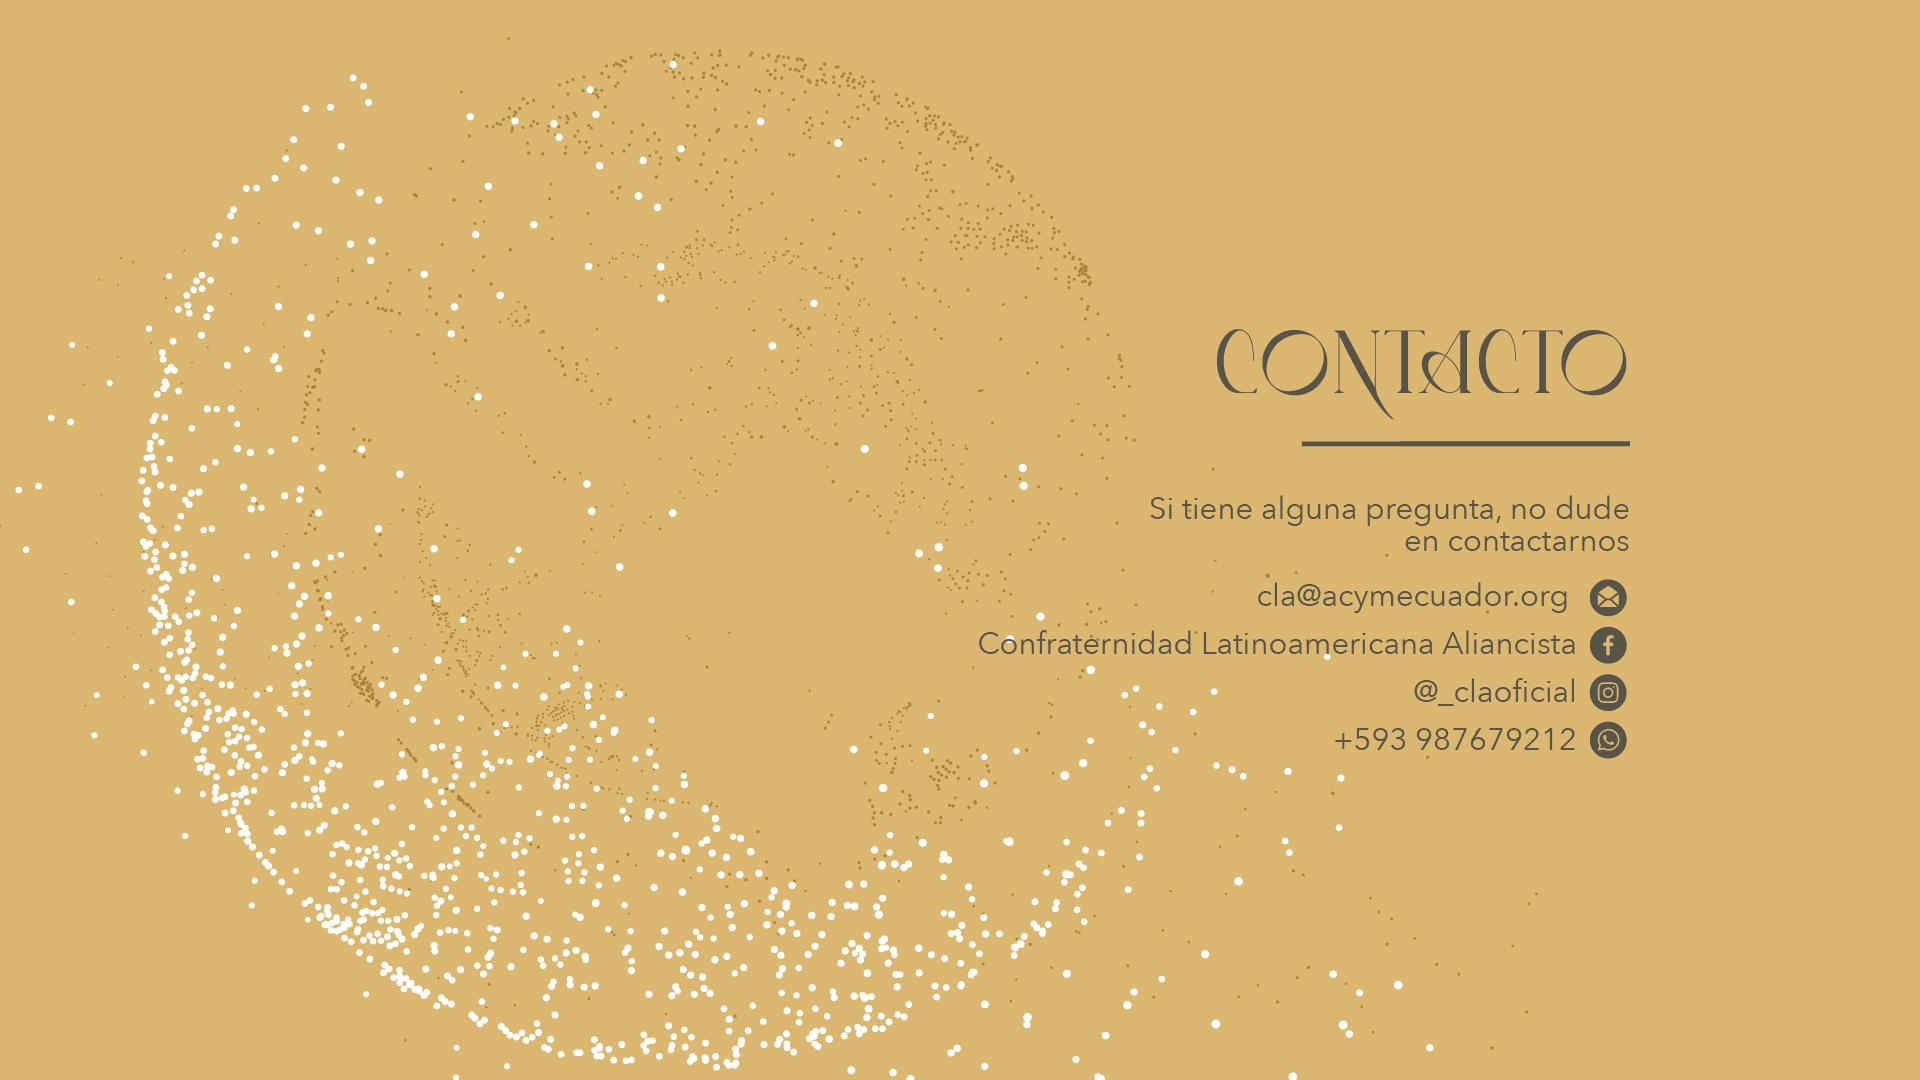 CONTACTO
Si tiene alguna pregunta, no dude
en contactarnos
cla@acymecuador.org
Confraternidad Latinoamericana Aliancista
@_claoficial
+593 987679212